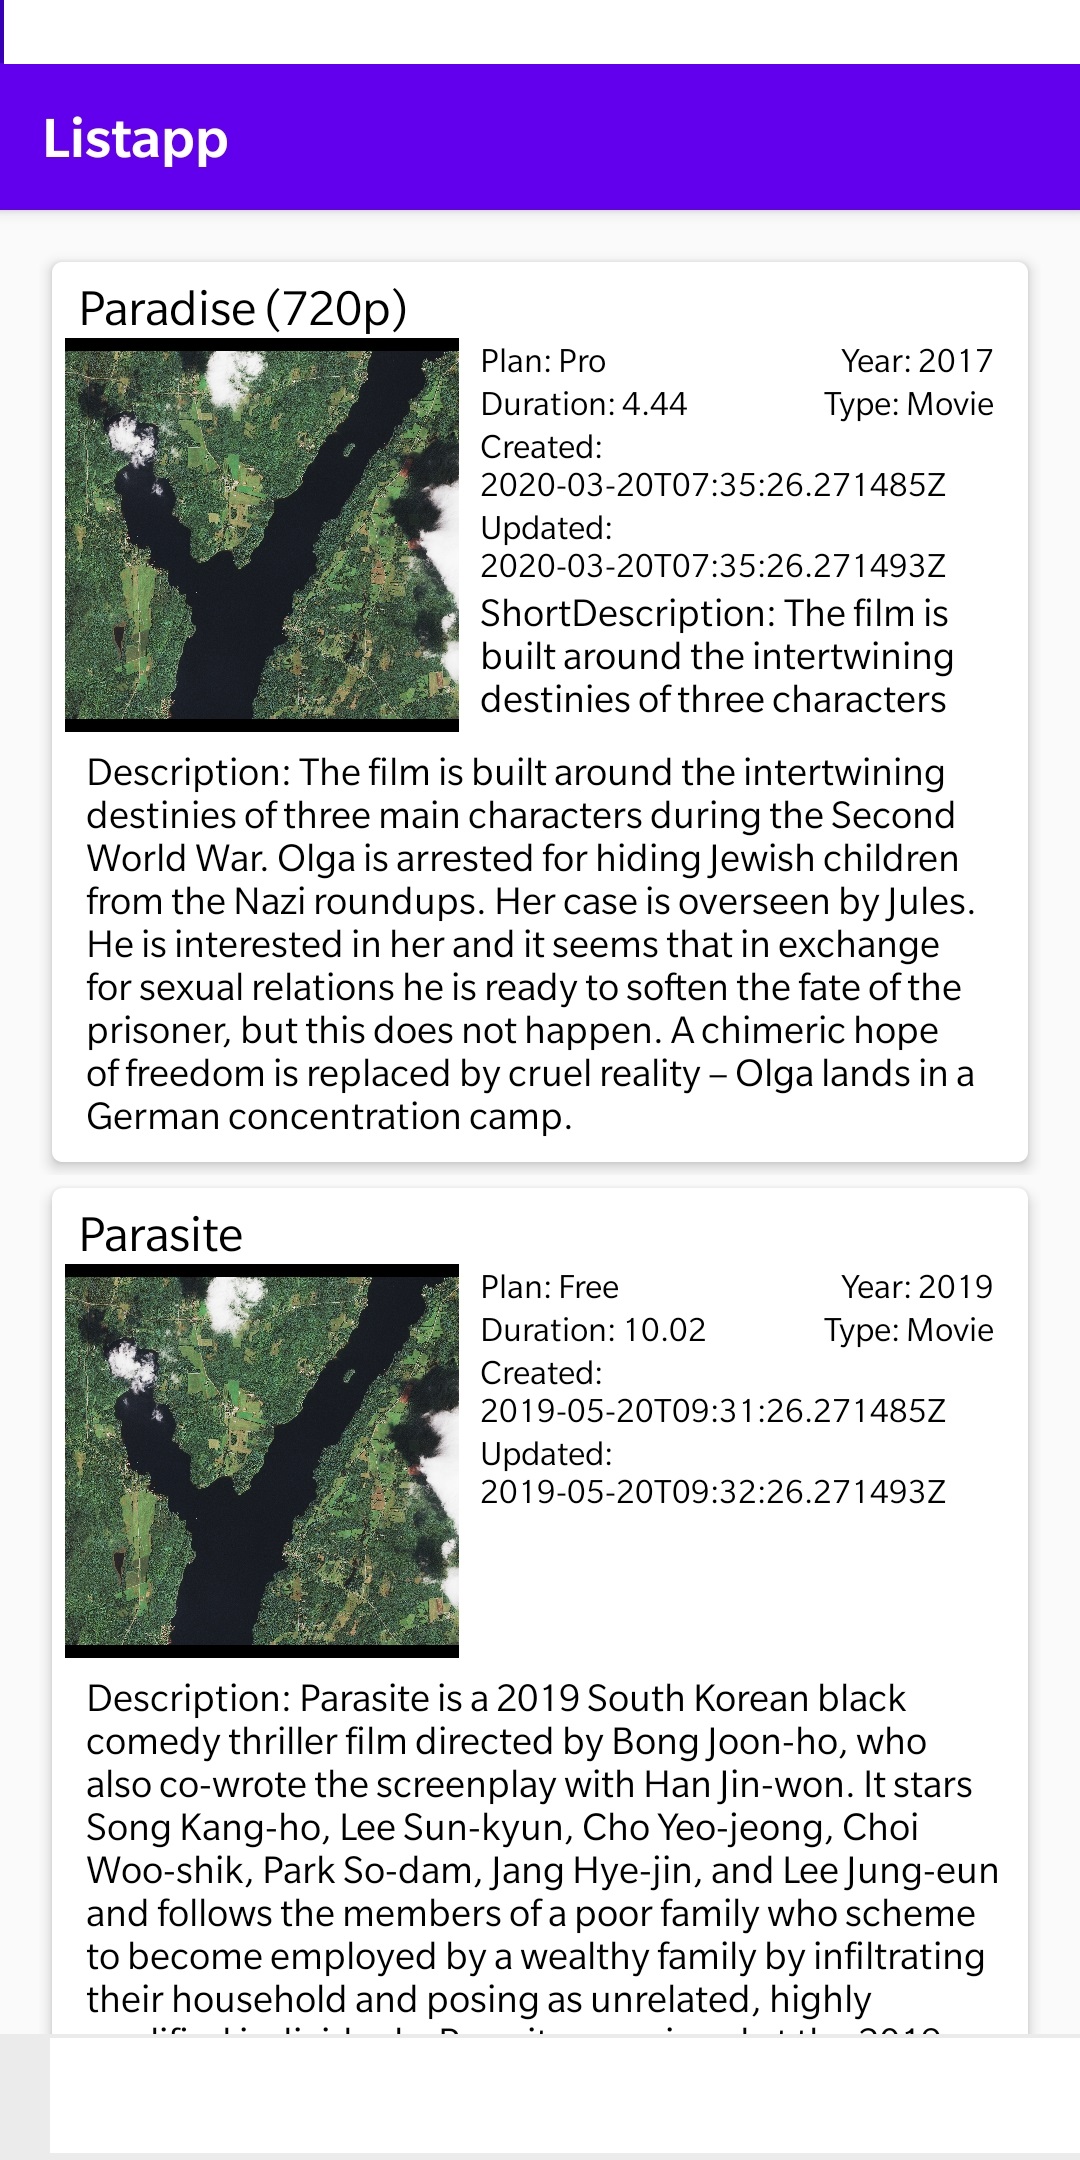 Listapp
Paradise (720p)
Plan: Pro Year: 2017
Duration: 4.44 Type: Movie
Created:
2020-03-20T07:35:26.271485Z
Updated:
2020-03-20T07:35:26.271493Z
ShortDescription: The film is
built around the intertwining
destinies of three characters
Description: The film is built around the intertwining
destinies of three main characters during the Second
World War. Olga is arrested for hiding Jewish children
from the Nazi roundups. Her case is overseen by Jules.
He is interested in her and it seems that in exchange
for sexual relations he is ready to soften the fate of the
prisoner, but this does not happen. A chimeric hope
of freedom is replaced by cruel reality – Olga lands in a
German concentration camp.
Parasite
Plan: Free Year: 2019
Duration: 10.02 Type: Movie
Created:
2019-05-20T09:31:26.271485Z
Updated:
2019-05-20T09:32:26.271493Z
Description: Parasite is a 2019 South Korean black
comedy thriller film directed by Bong Joon-ho, who
also co-wrote the screenplay with Han Jin-won. It stars
Song Kang-ho, Lee Sun-kyun, Cho Yeo-jeong, Choi
Woo-shik, Park So-dam, Jang Hye-jin, and Lee Jung-eun
and follows the members of a poor family who scheme
to become employed by a wealthy family by infiltrating
their household and posing as unrelated, highly